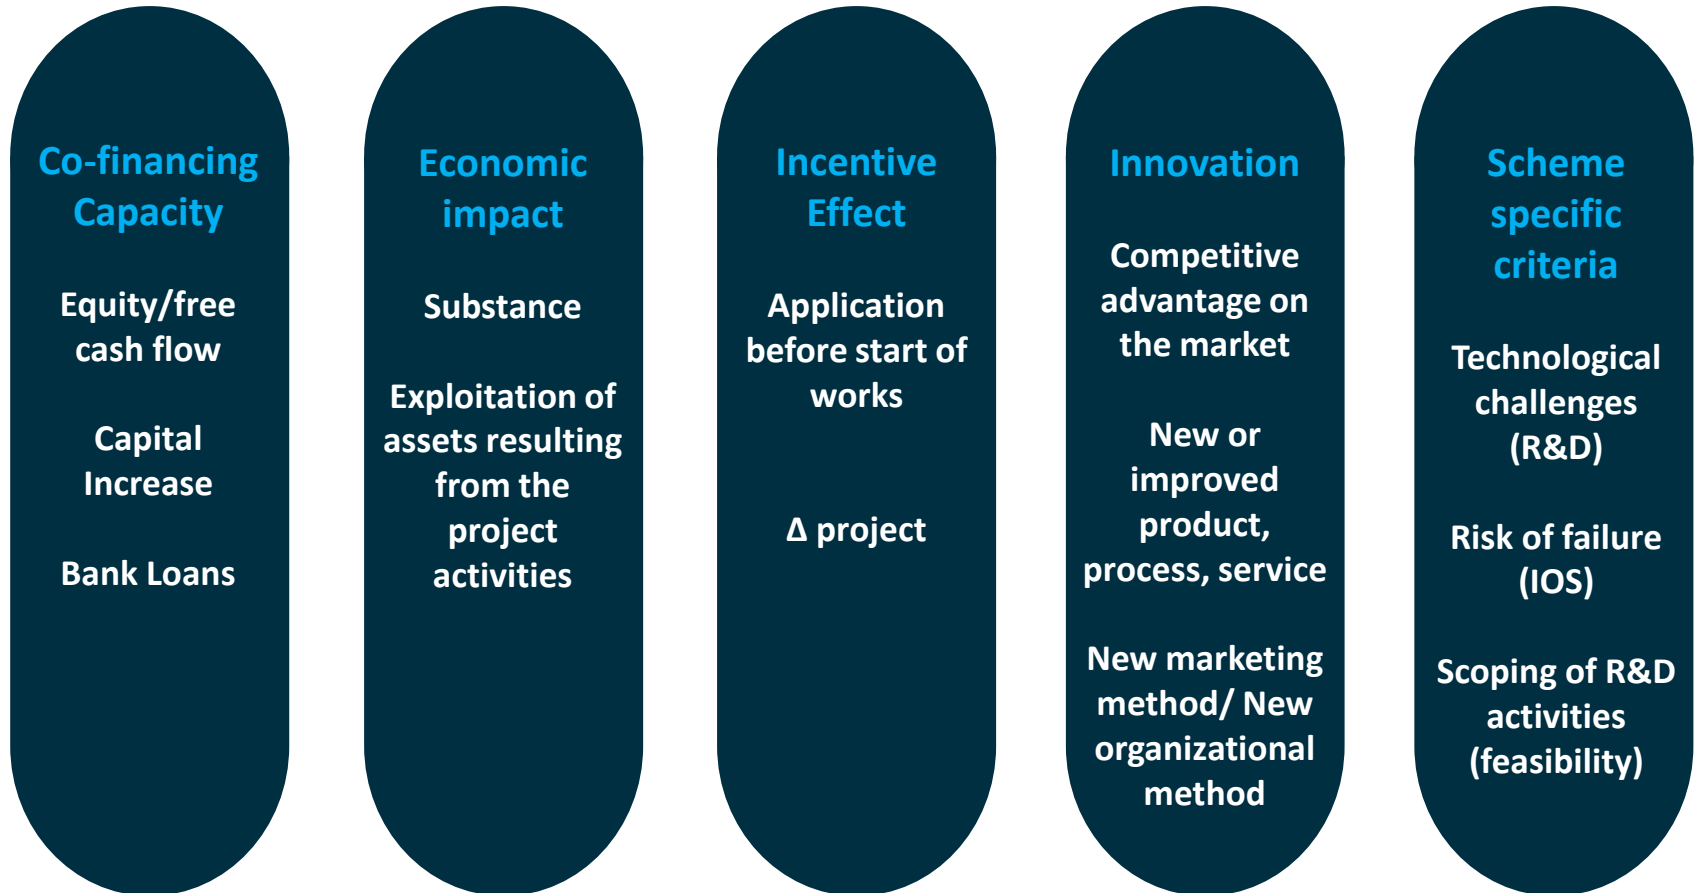 Co-financing
Capacity
Equity/free
cash flow
Capital
Increase
Bank Loans
Economic
impact
Substance
Exploitation of
assets resulting
from the
project
activities
Incentive
Effect
Application
before start of
works
Δ project
Innovation
Competitive
advantage on
the market
New or
improved
product,
process, service
New marketing
method/ New
organizational
method
Scheme
specific
criteria
Technological
challenges
(R&D)
Risk of failure
(IOS)
Scoping of R&D
activities
(feasibility)